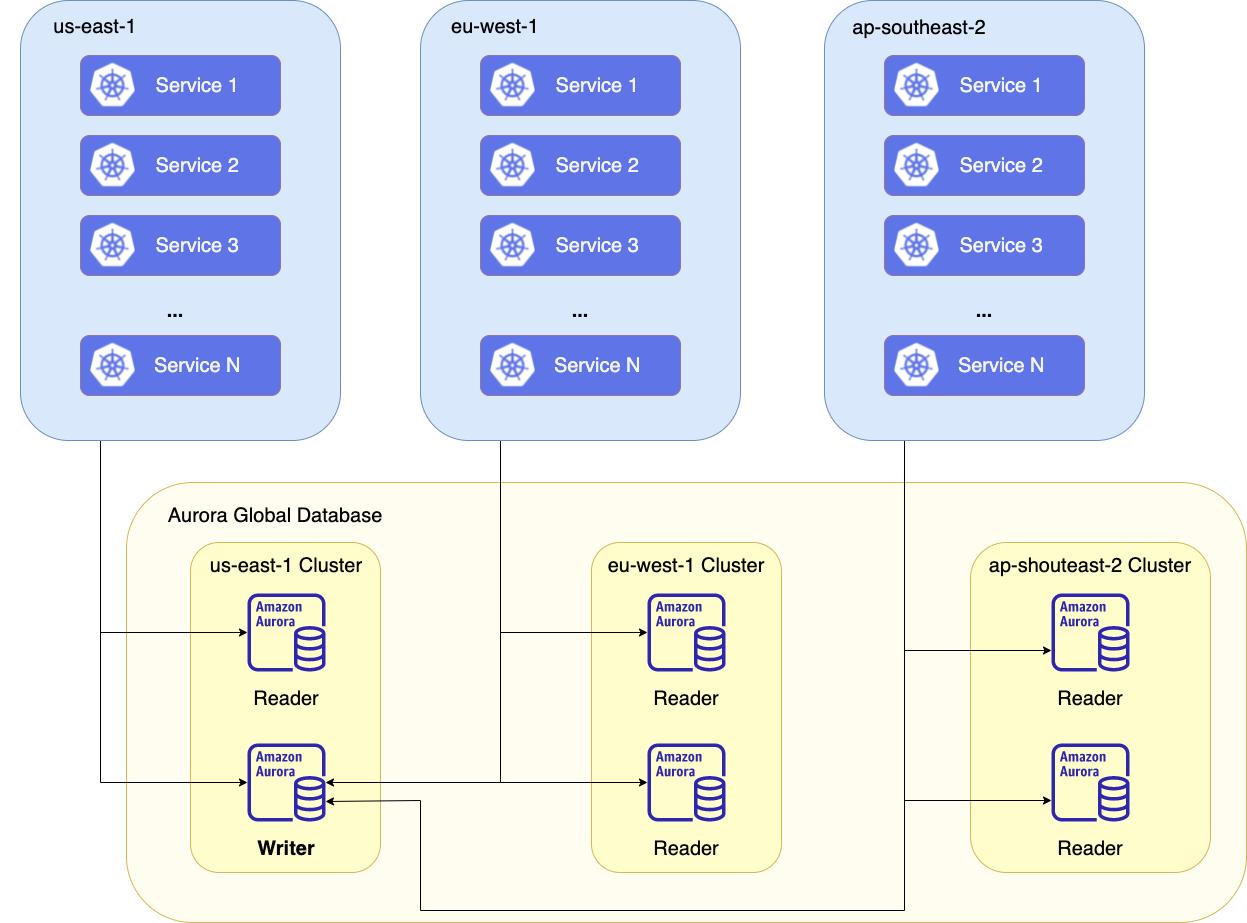 us-east-1
Service 1
Service 2
Service 3
...
Service N
eu-west-1
Service 1
Service 2
Service 3
...
Service N
ap-southeast-2
Service 1
Service 2
Service 3
...
Service N
Aurora Global Database
us-east-1 Cluster
Amazon
Aurora
Reader
Amazon
Aurora
Writer
eu-west-1 Cluster
Amazon
Aurora
Reader
Amazon
Aurora
Reader
ap-shouteast-2 Cluster
Amazon
Aurora
Reader
Amazon
Aurora
Reader